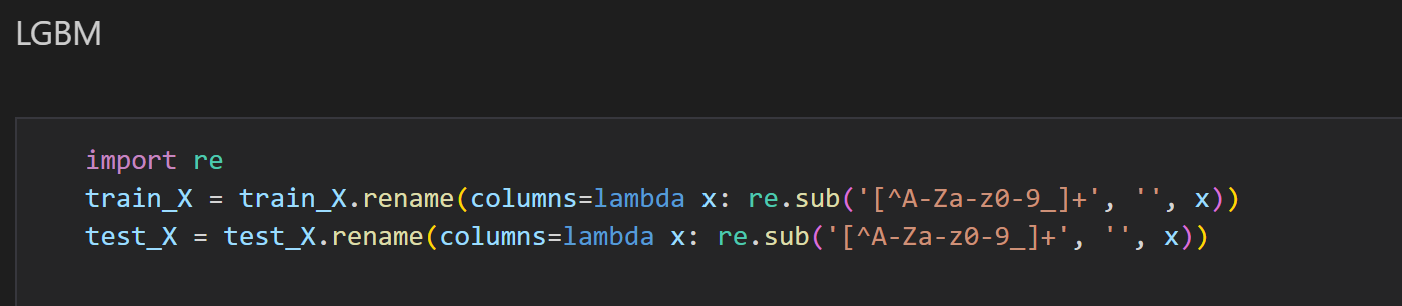 LGBM
import re
train_X = train_X.rename(columns=lambda x: re.sub('[^A-Za-z0-9_]+', '', x))
test_X = test_X.rename(columns=lambda x: re.sub('[^A-Za-z0-9_]+', '', x))